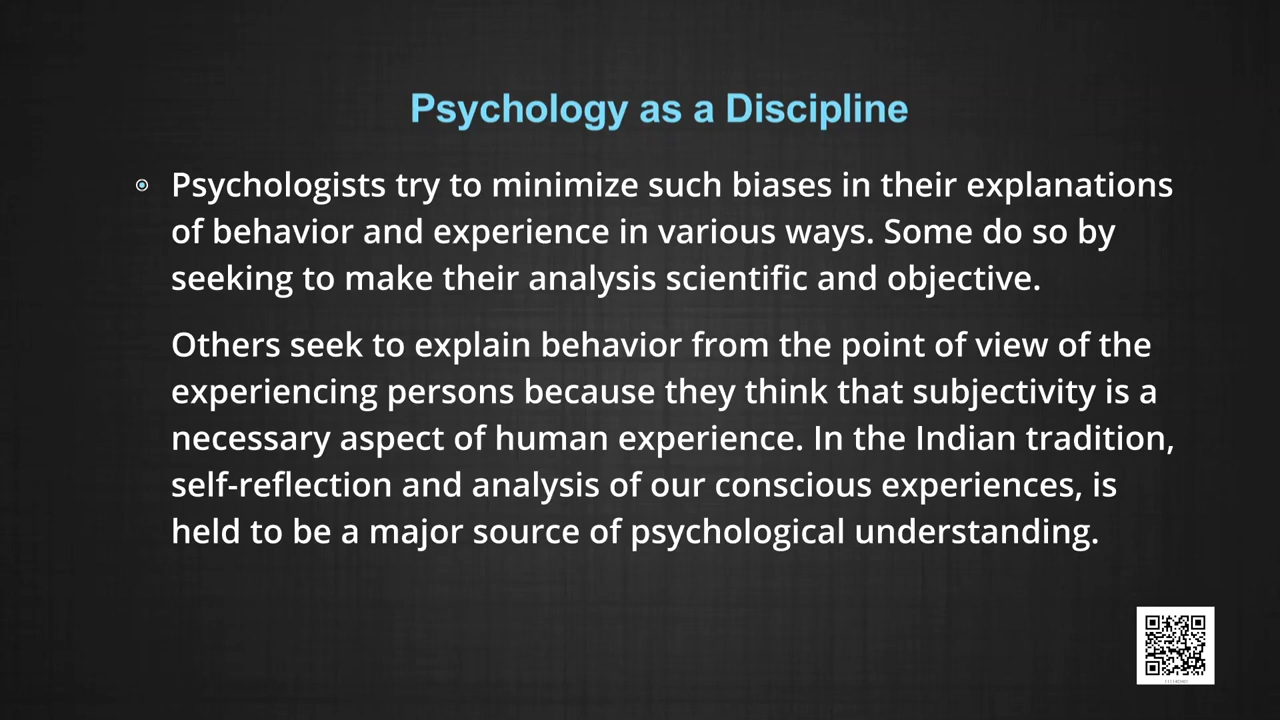 Psychology as a Discipline
Psychologists try to minimize such biases in their explanations
of behavior and experience in various ways. Some do so by
seeking to make their analysis scientific and objective.
Others seek to explain behavior from the point of view of the
experiencing persons because they think that subjectivity is a
necessary aspect of human experience. In the Indian tradition,
self-reflection and analysis of our conscious experiences, is
held to be a major source of psychological understanding.